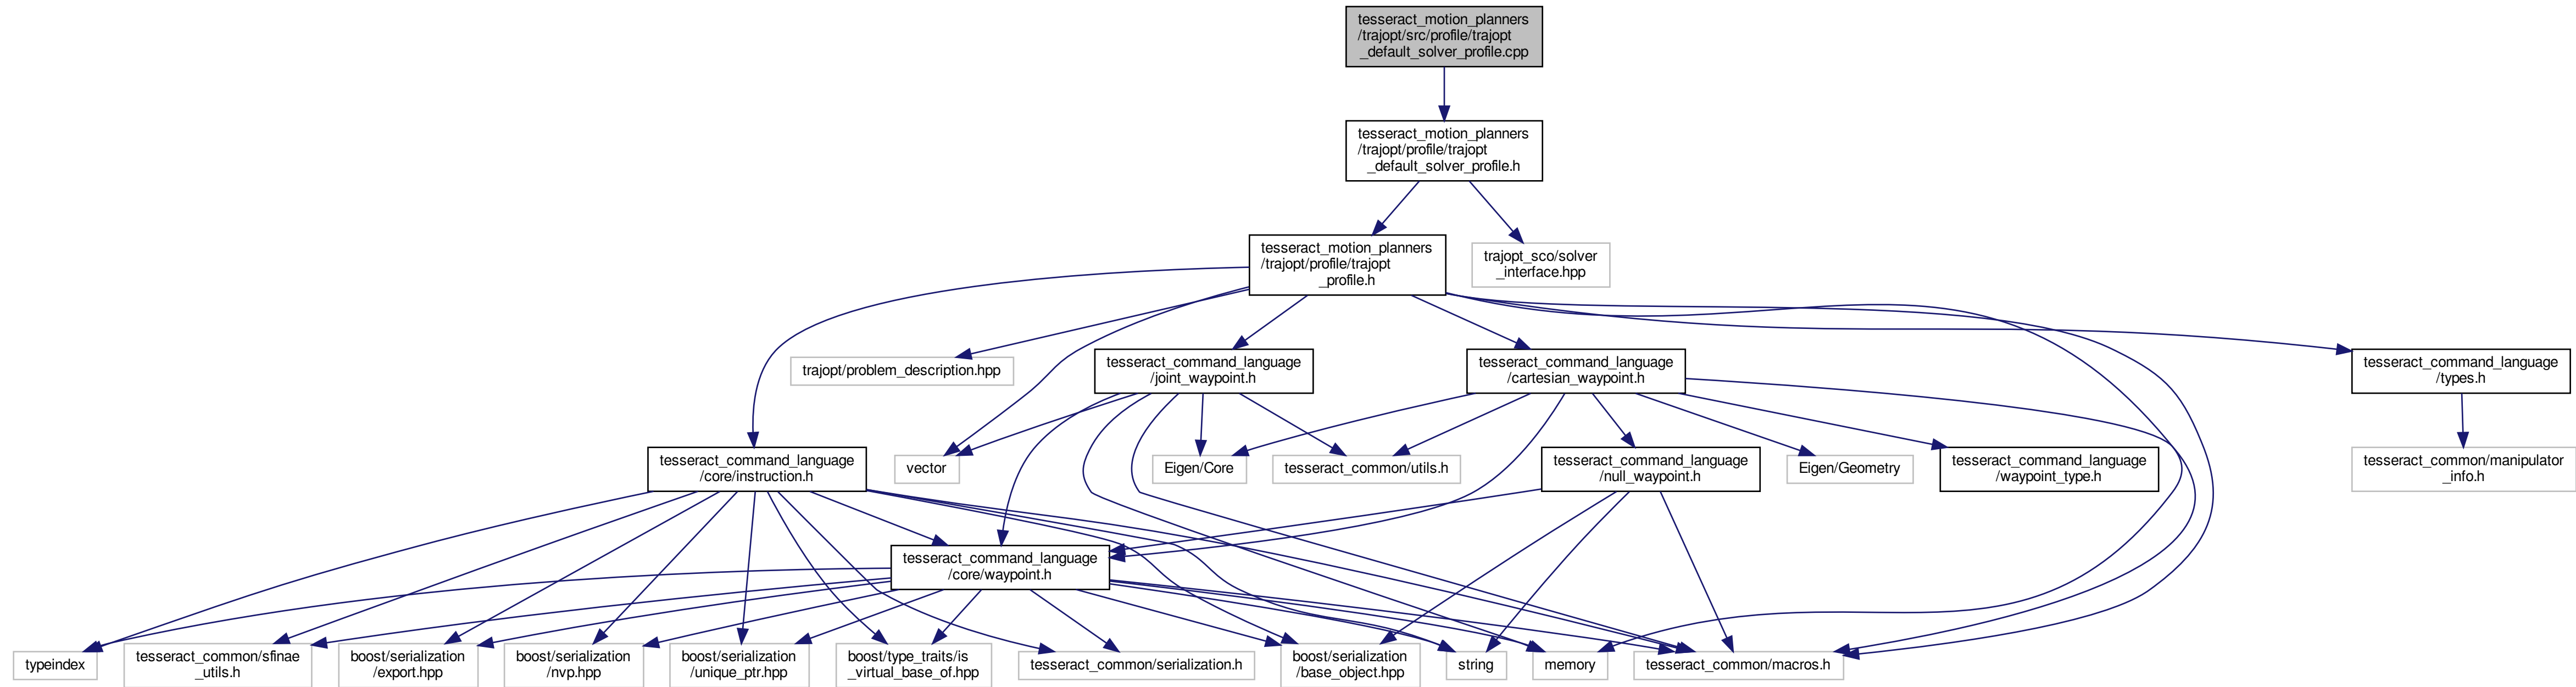 tesseract_motion_planners
/trajopt/src/profile/trajopt
_default_solver_profile.cpp
tesseract_motion_planners
/trajopt/profile/trajopt
_default_solver_profile.h
tesseract_motion_planners
/trajopt/profile/trajopt
_profile.h
trajopt_sco/solver
_interface.hpp
trajopt/problem_description.hpp
tesseract_command_language
/joint_waypoint.h
tesseract_command_language
/cartesian_waypoint.h
tesseract_command_language
/types.h
tesseract_command_language
/core/instruction.h
vector
Eigen/Core
tesseract_common/utils.h
tesseract_command_language
/null_waypoint.h
Eigen/Geometry
tesseract_command_language
/waypoint_type.h
tesseract_common/manipulator
_info.h
tesseract_command_language
/core/waypoint.h
typeindex
tesseract_common/sfinae
_utils.h
boost/serialization
/export.hpp
boost/serialization
/nvp.hpp
boost/serialization
/unique_ptr.hpp
boost/type_traits/is
_virtual_base_of.hpp
tesseract_common/serialization.h
boost/serialization
/base_object.hpp
string
memory
tesseract_common/macros.h